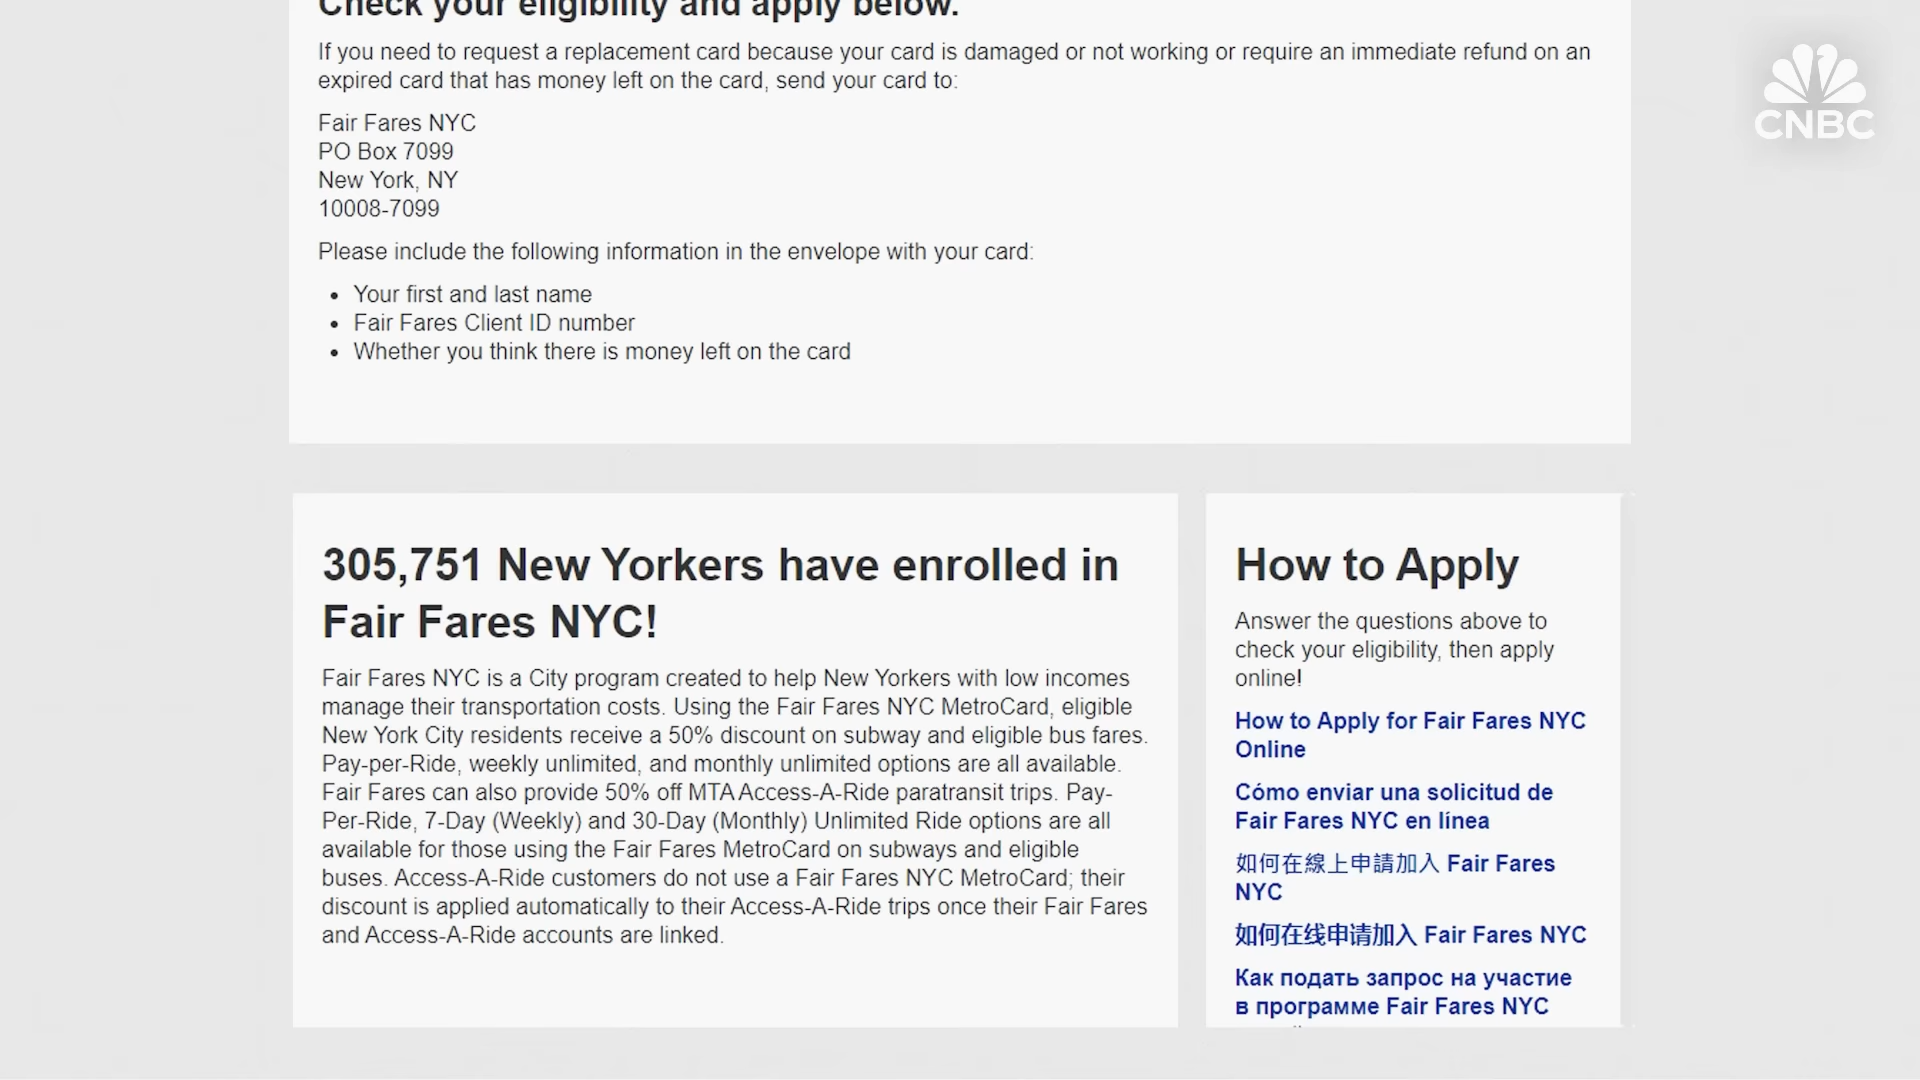 Check your eligibility and apply below.
If you need to request a replacement card because your card is damaged or not working or require an immediate refund on an
expired card that has money left on the card, send your card to:
Fair Fares NYC
PO Box 7099
New York, NY
10008-7099
Please include the following information in the envelope with your card:
• Your first and last name
• Fair Fares Client ID number
• Whether you think there is money left on the card
CNBC
305,751 New Yorkers have enrolled in
Fair Fares NYC!
Fair Fares NYC is a City program created to help New Yorkers with low incomes
manage their transportation costs. Using the Fair Fares NYC MetroCard, eligible
New York City residents receive a 50% discount on subway and eligible bus fares.
Pay-per-Ride, weekly unlimited, and monthly unlimited options are all available.
Fair Fares can also provide 50% off MTA Access-A-Ride paratransit trips. Pay-
Per-Ride, 7-Day (Weekly) and 30-Day (Monthly) Unlimited Ride options are all
available for those using the Fair Fares MetroCard on subways and eligible
buses. Access-A-Ride customers do not use a Fair Fares NYC MetroCard; their
discount is applied automatically to their Access-A-Ride trips once their Fair Fares
and Access-A-Ride accounts are linked.
How to Apply
Answer the questions above to
check your eligibility, then apply
online!
How to Apply for Fair Fares NYC
Online
Cómo enviar una solicitud de
Fair Fares NYC en línea
如何在線上申請加入 Fair Fares
NYC
如何在线申请加入 Fair Fares NYC
Как подать запрос на участие
в программе Fair Fares NYC